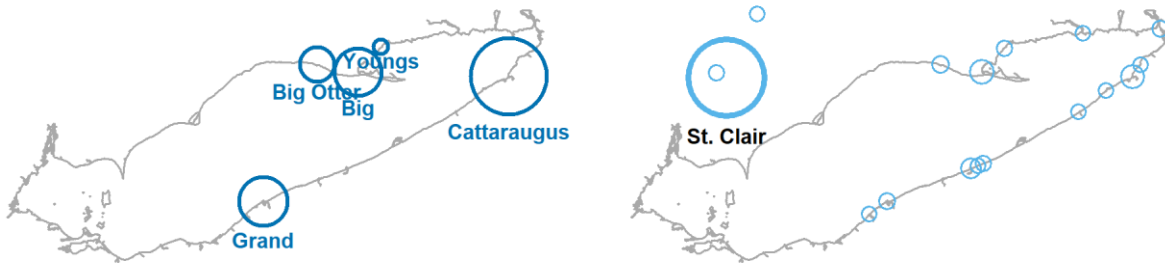 Youngs
Big Otter
Big
Cattaraugus
Grand
St. Clair